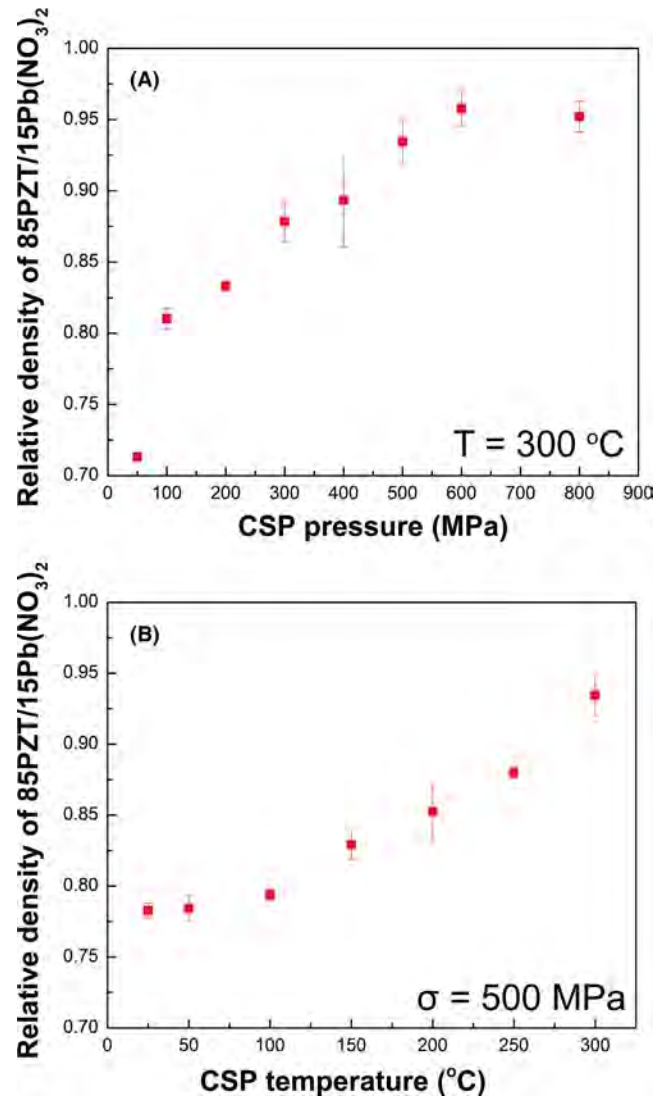 (A)
Relative density of 85PZT/15Pb(NO₃)₂
1.00
0.95
0.90
0.85
0.80
0.75
0.70
0 100 200 300 400 500 600 700 800 900
T = 300 °C
CSP pressure (MPa)
(B)
Relative density of 85PZT/15Pb(NO₃)₂
1.00
0.95
0.90
0.85
0.80
0.75
0.70
0 50 100 150 200 250 300
σ = 500 MPa
CSP temperature (°C)